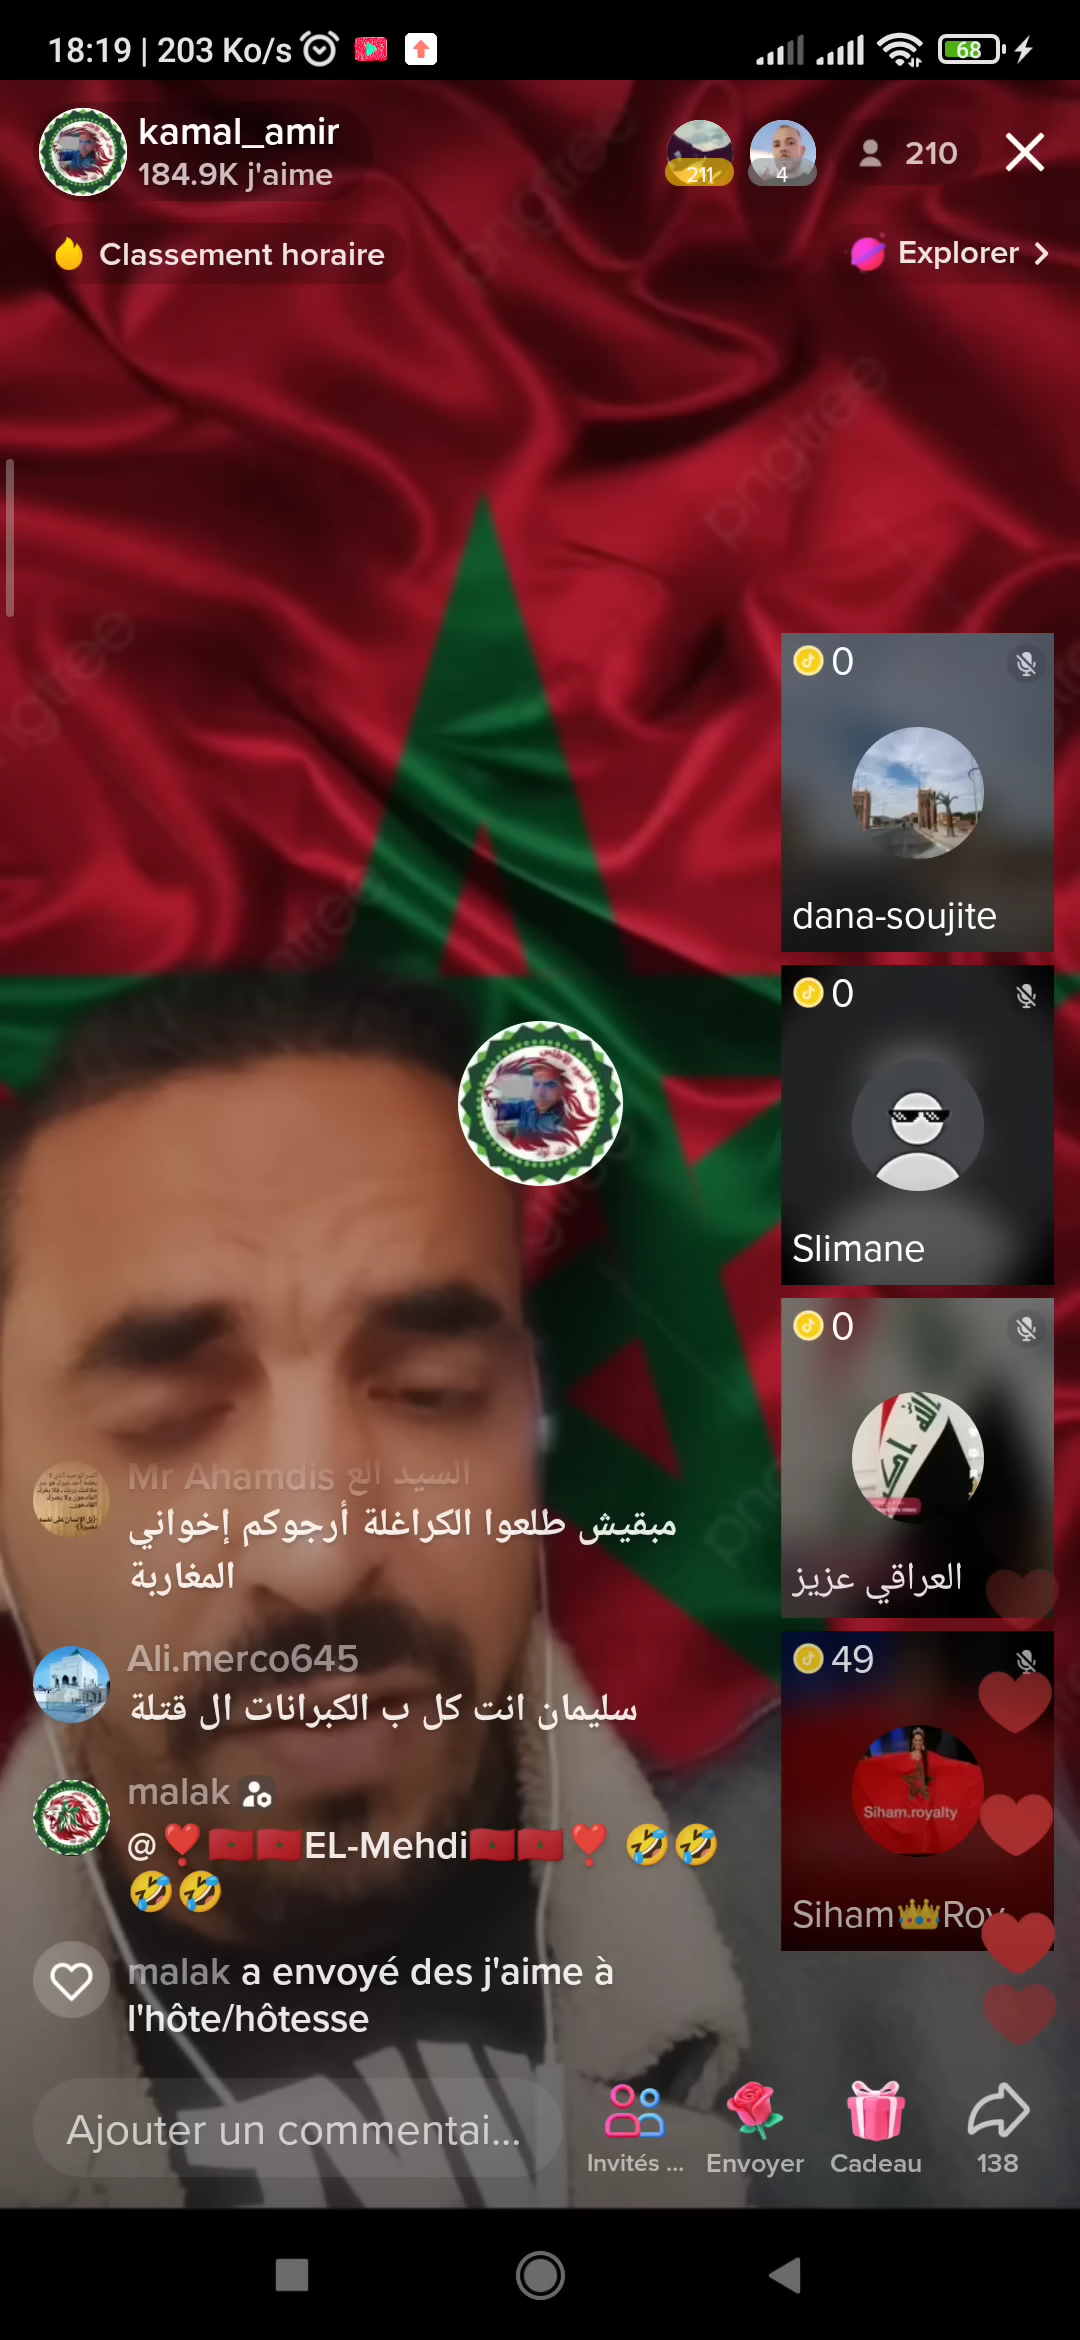 18:19 | 203 Ko/s
68
kamal_amir
184.9K j'aime
211
4
210
Classement horaire
Explorer
pngtree
pngtree
0
dana-soujite
0
Slimane
0
العراقي عزيز
49
Siham.royalty
Siham👑Roy
Mr Ahamdis السيد الع
مبقيش طلعوا الكراغلة أرجوكم إخواني
المغاربة
Ali.merco645
سليمان انت كل ب الكبرانات ال قتلة
malak
@❣️🇲🇦🇲🇦EL-Mehdi🇲🇦🇲🇦❣️ 🤣🤣
🤣🤣
malak a envoyé des j'aime à
l'hôte/hôtesse
Ajouter un commentai...
Invités ...
Envoyer
Cadeau
138